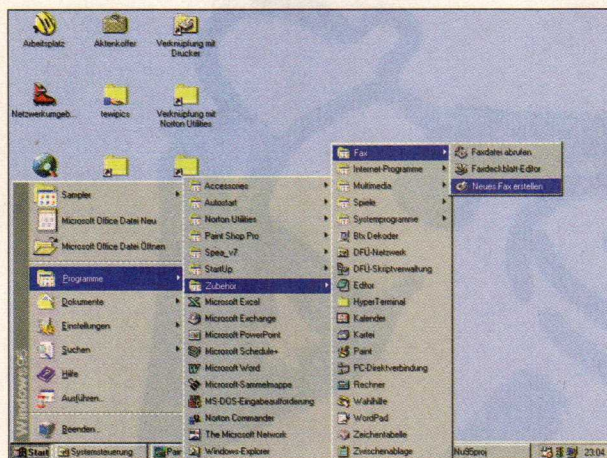 Arbeitsplatz
Aktenkoffer
Verknüpfung mit Drucker
Netzwerkumgeb...
tewipics
Verknüpfung mit Norton Utilities
Sampler
Microsoft Office Datei Neu
Microsoft Office Datei Öffnen
Programme
Dokumente
Einstellungen
Suchen
Hilfe
Ausführen...
Beenden...
Windows 95
Accessories
Autostart
Norton Utilities
Paint Shop Pro
Spea_v7
StartUp
Zubehör
Microsoft Excel
Microsoft Exchange
Microsoft PowerPoint
Microsoft Schedule+
Microsoft Word
Microsoft-Sammelmappe
MS-DOS-Eingabeaufforderung
Norton Commander
The Microsoft Network
Windows-Explorer
Fax
Internet-Programme
Multimedia
Spiele
Systemprogramme
Btx Dekoder
DFÜ-Netzwerk
DFÜ-Skriptverwaltung
Editor
HyperTerminal
Kalender
Kartei
Paint
PC-Direktverbindung
Rechner
Wahlhilfe
WordPad
Zeichentabelle
Zwischenablage
Faxdatei abrufen
Faxdeckblatt-Editor
Neues Fax erstellen
Start
Systemsteuerung
Pain
Nu95proj
23:04